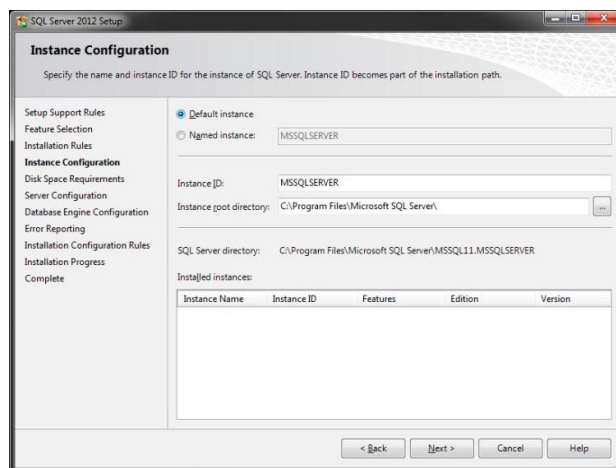 SQL Server 2012 Setup
Instance Configuration
Specify the name and instance ID for the instance of SQL Server. Instance ID becomes part of the installation path.
Setup Support Rules
Feature Selection
Installation Rules
Instance Configuration
Disk Space Requirements
Server Configuration
Database Engine Configuration
Error Reporting
Installation Configuration Rules
Installation Progress
Complete
Default instance
Named instance: MSSQLSERVER
Instance ID: MSSQLSERVER
Instance root directory: C:\Program Files\Microsoft SQL Server\ ...
SQL Server directory: C:\Program Files\Microsoft SQL Server\MSSQL11.MSSQLSERVER
Installed instances:
Instance Name Instance ID Features Edition Version
< Back Next > Cancel Help